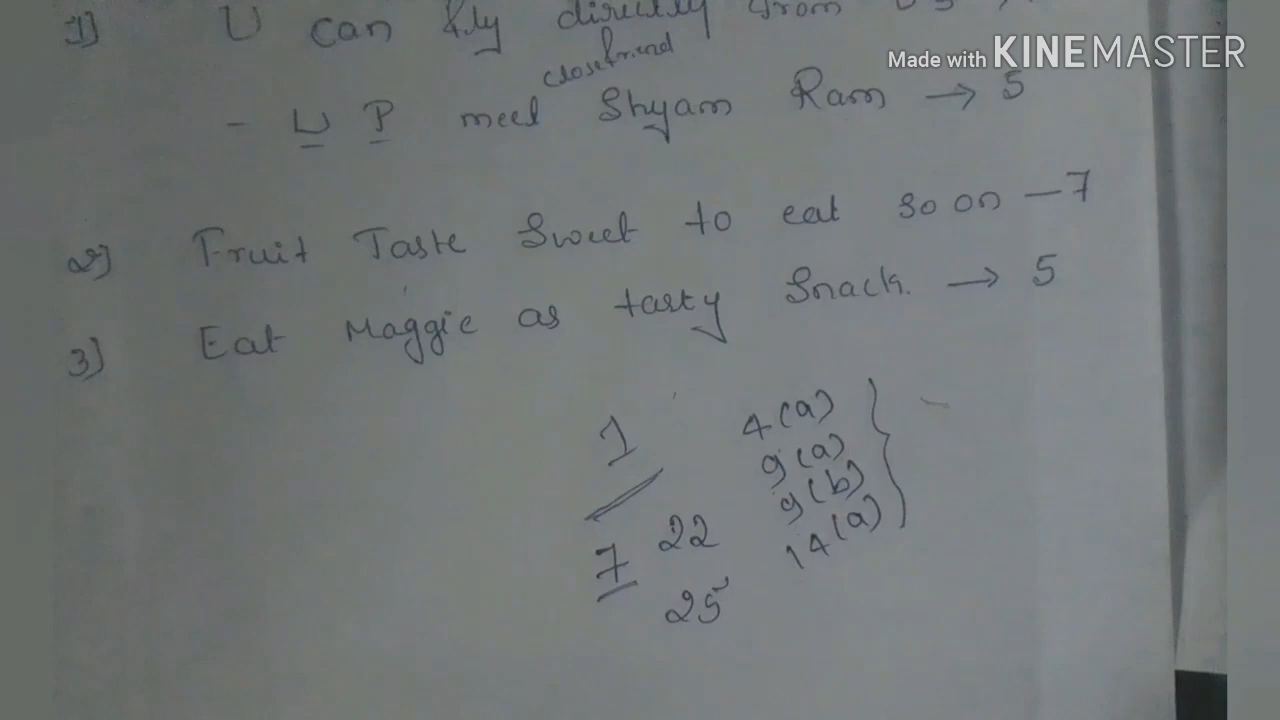 1) U can fly directly from
Made with KINEMASTER
closefriend
- U P meet Shyam Ram → 5
2) Fruit Taste Sweet to eat soon - 7
3) Eat Maggie as tasty Snack. → 5
1 4(a)
9(a)
9(b)
7 22 14(a)
25